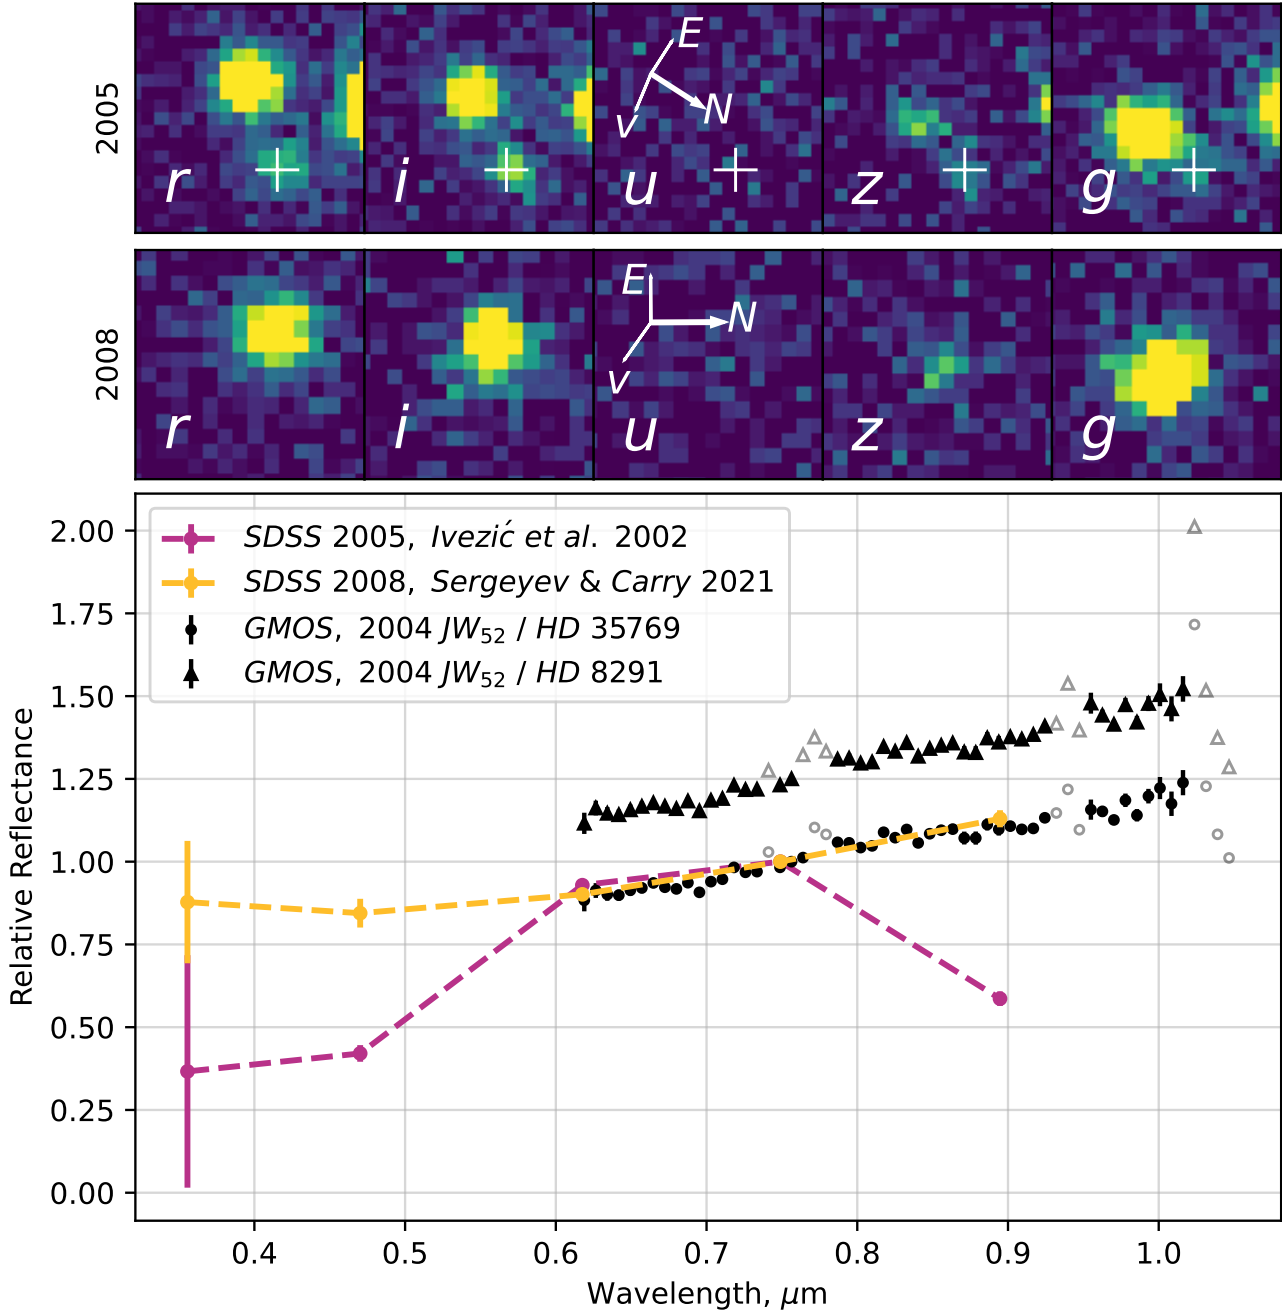 2005
E
N
v
r
i
u
z
g
2008
E
N
v
r
i
u
z
g
SDSS 2005, Ivezić et al. 2002
SDSS 2008, Sergeyev & Carry 2021
GMOS, 2004 JW₅₂ / HD 35769
GMOS, 2004 JW₅₂ / HD 8291
Relative Reflectance
2.00
1.75
1.50
1.25
1.00
0.75
0.50
0.25
0.00
0.4 0.5 0.6 0.7 0.8 0.9 1.0
Wavelength, μm